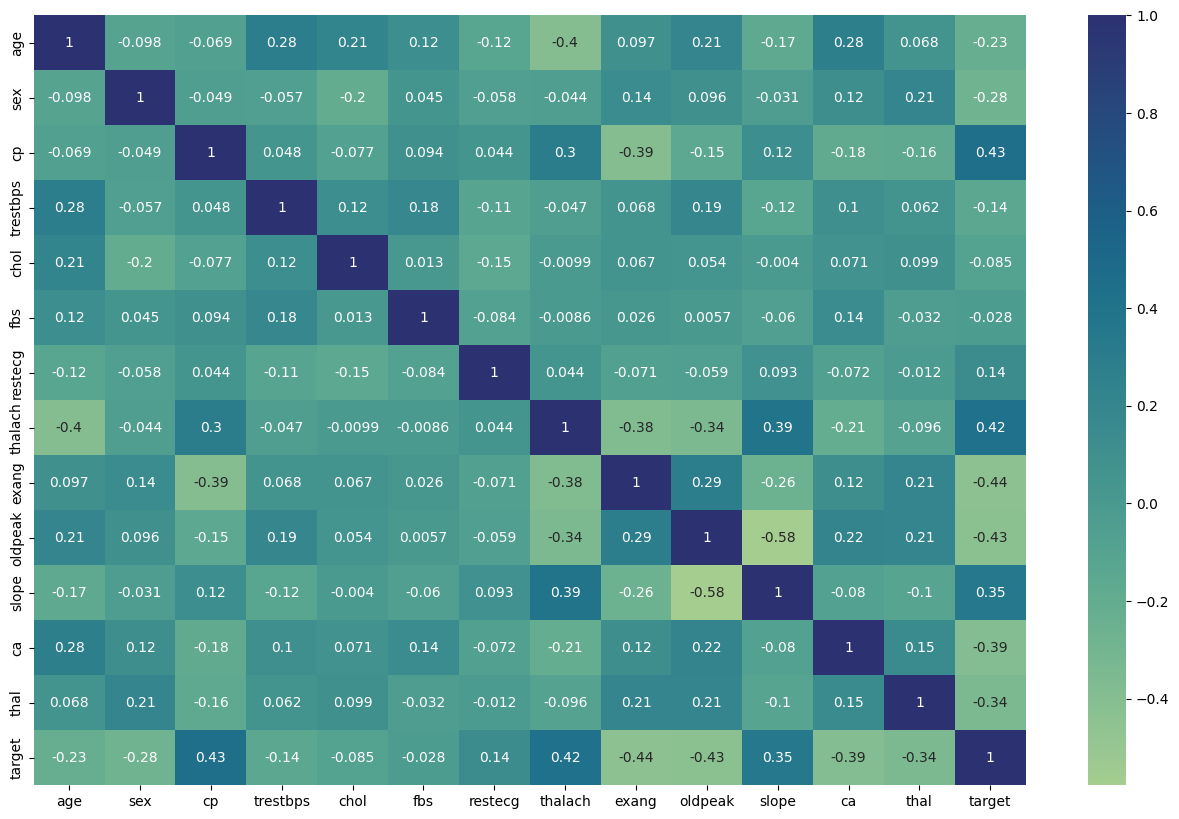 age 1 -0.098 -0.069 0.28 0.21 0.12 -0.12 -0.4 0.097 0.21 -0.17 0.28 0.068 -0.23
sex -0.098 1 -0.049 -0.057 -0.2 0.045 -0.058 -0.044 0.14 0.096 -0.031 0.12 0.21 -0.28
cp -0.069 -0.049 1 0.048 -0.077 0.094 0.044 0.3 -0.39 -0.15 0.12 -0.18 -0.16 0.43
trestbps 0.28 -0.057 0.048 1 0.12 0.18 -0.11 -0.047 0.068 0.19 -0.12 0.1 0.062 -0.14
chol 0.21 -0.2 -0.077 0.12 1 0.013 -0.15 -0.0099 0.067 0.054 -0.004 0.071 0.099 -0.085
fbs 0.12 0.045 0.094 0.18 0.013 1 -0.084 -0.0086 0.026 0.0057 -0.06 0.14 -0.032 -0.028
restecg -0.12 -0.058 0.044 -0.11 -0.15 -0.084 1 0.044 -0.071 -0.059 0.093 -0.072 -0.012 0.14
thalach -0.4 -0.044 0.3 -0.047 -0.0099 -0.0086 0.044 1 -0.38 -0.34 0.39 -0.21 -0.096 0.42
exang 0.097 0.14 -0.39 0.068 0.067 0.026 -0.071 -0.38 1 0.29 -0.26 0.12 0.21 -0.44
oldpeak 0.21 0.096 -0.15 0.19 0.054 0.0057 -0.059 -0.34 0.29 1 -0.58 0.22 0.21 -0.43
slope -0.17 -0.031 0.12 -0.12 -0.004 -0.06 0.093 0.39 -0.26 -0.58 1 -0.08 -0.1 0.35
ca 0.28 0.12 -0.18 0.1 0.071 0.14 -0.072 -0.21 0.12 0.22 -0.08 1 0.15 -0.39
thal 0.068 0.21 -0.16 0.062 0.099 -0.032 -0.012 -0.096 0.21 0.21 -0.1 0.15 1 -0.34
target -0.23 -0.28 0.43 -0.14 -0.085 -0.028 0.14 0.42 -0.44 -0.43 0.35 -0.39 -0.34 1
age sex cp trestbps chol fbs restecg thalach exang oldpeak slope ca thal target
1.0
0.8
0.6
0.4
0.2
0.0
−0.2
−0.4